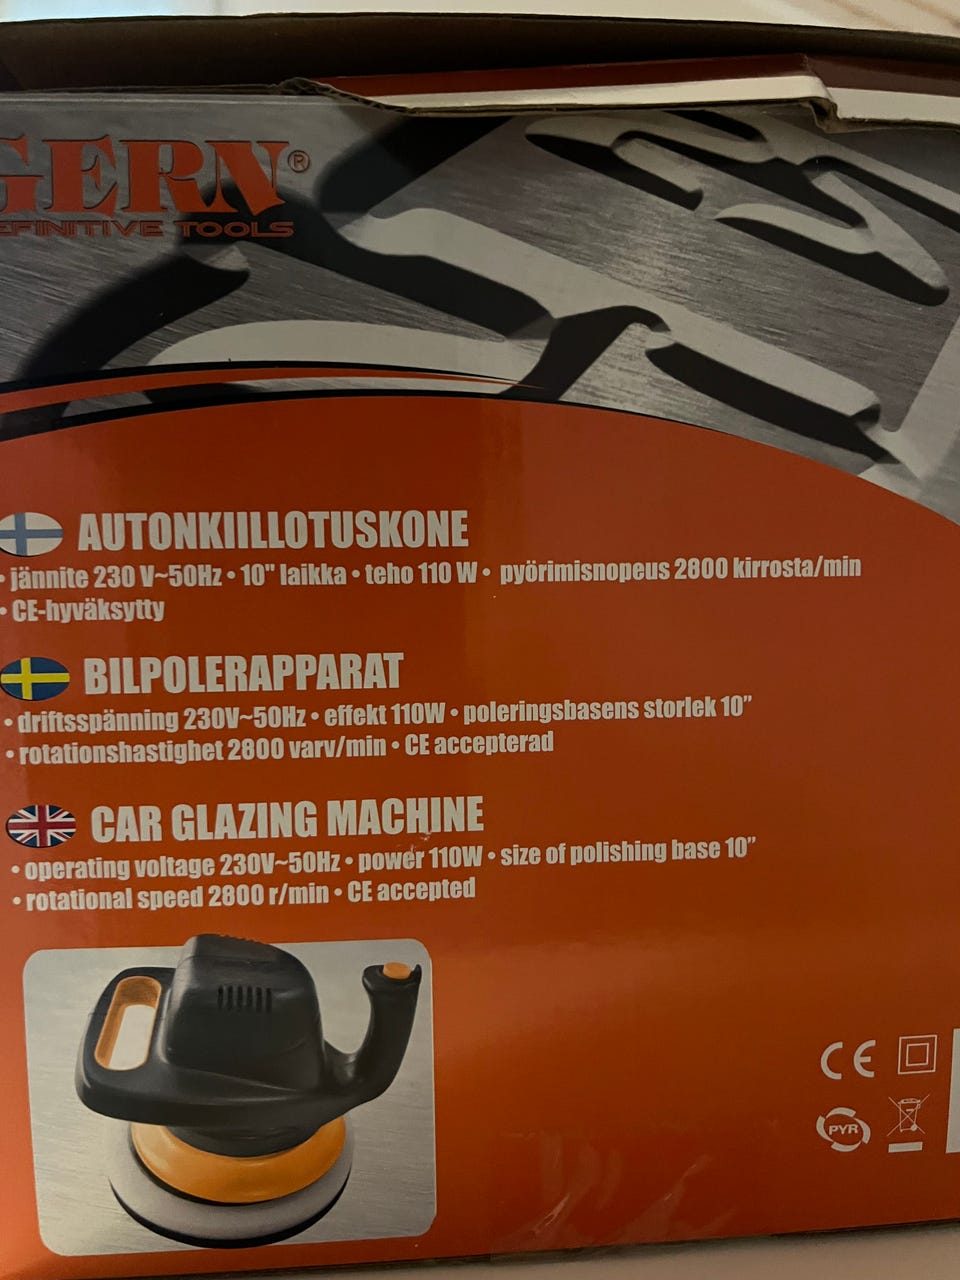 GERN®
EFINITIVE TOOLS
AUTONKIILLOTUSKONE
• jännite 230 V~50Hz • 10" laikka • teho 110 W • pyörimisnopeus 2800 kirrosta/min
• CE-hyväksytty
BILPOLERAPPARAT
• driftsspänning 230V~50Hz • effekt 110W • poleringsbasens storlek 10”
• rotationshastighet 2800 varv/min • CE accepterad
CAR GLAZING MACHINE
• operating voltage 230V~50Hz • power 110W • size of polishing base 10”
• rotational speed 2800 r/min • CE accepted
CE
PYR